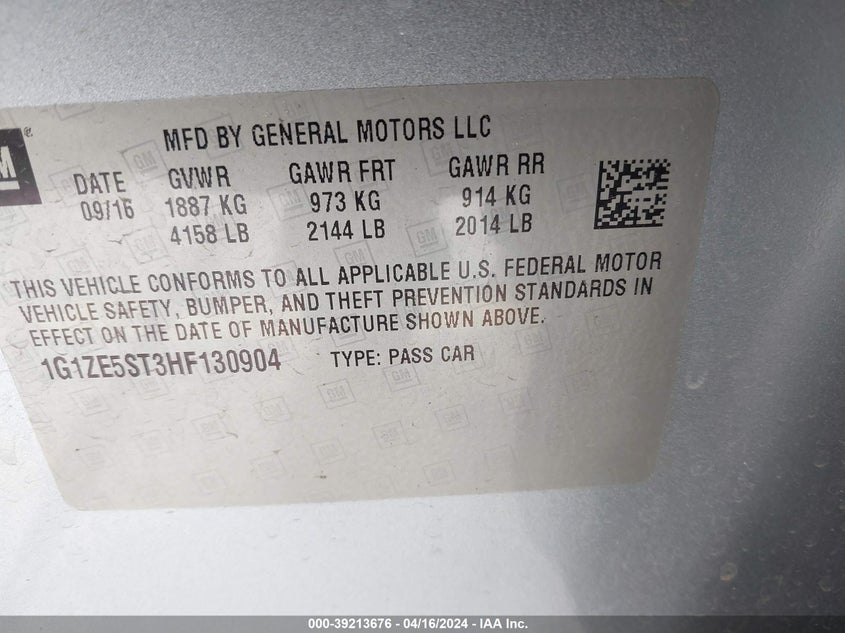 M®
MFD BY GENERAL MOTORS LLC
DATE GVWR GAWR FRT GAWR RR
09/16 1887 KG 973 KG 914 KG
4158 LB 2144 LB 2014 LB
THIS VEHICLE CONFORMS TO ALL APPLICABLE U.S. FEDERAL MOTOR
VEHICLE SAFETY, BUMPER, AND THEFT PREVENTION STANDARDS IN
EFFECT ON THE DATE OF MANUFACTURE SHOWN ABOVE.
1G1ZE5ST3HF130904 TYPE: PASS CAR
000-39213676 - 04/16/2024 - IAA Inc.